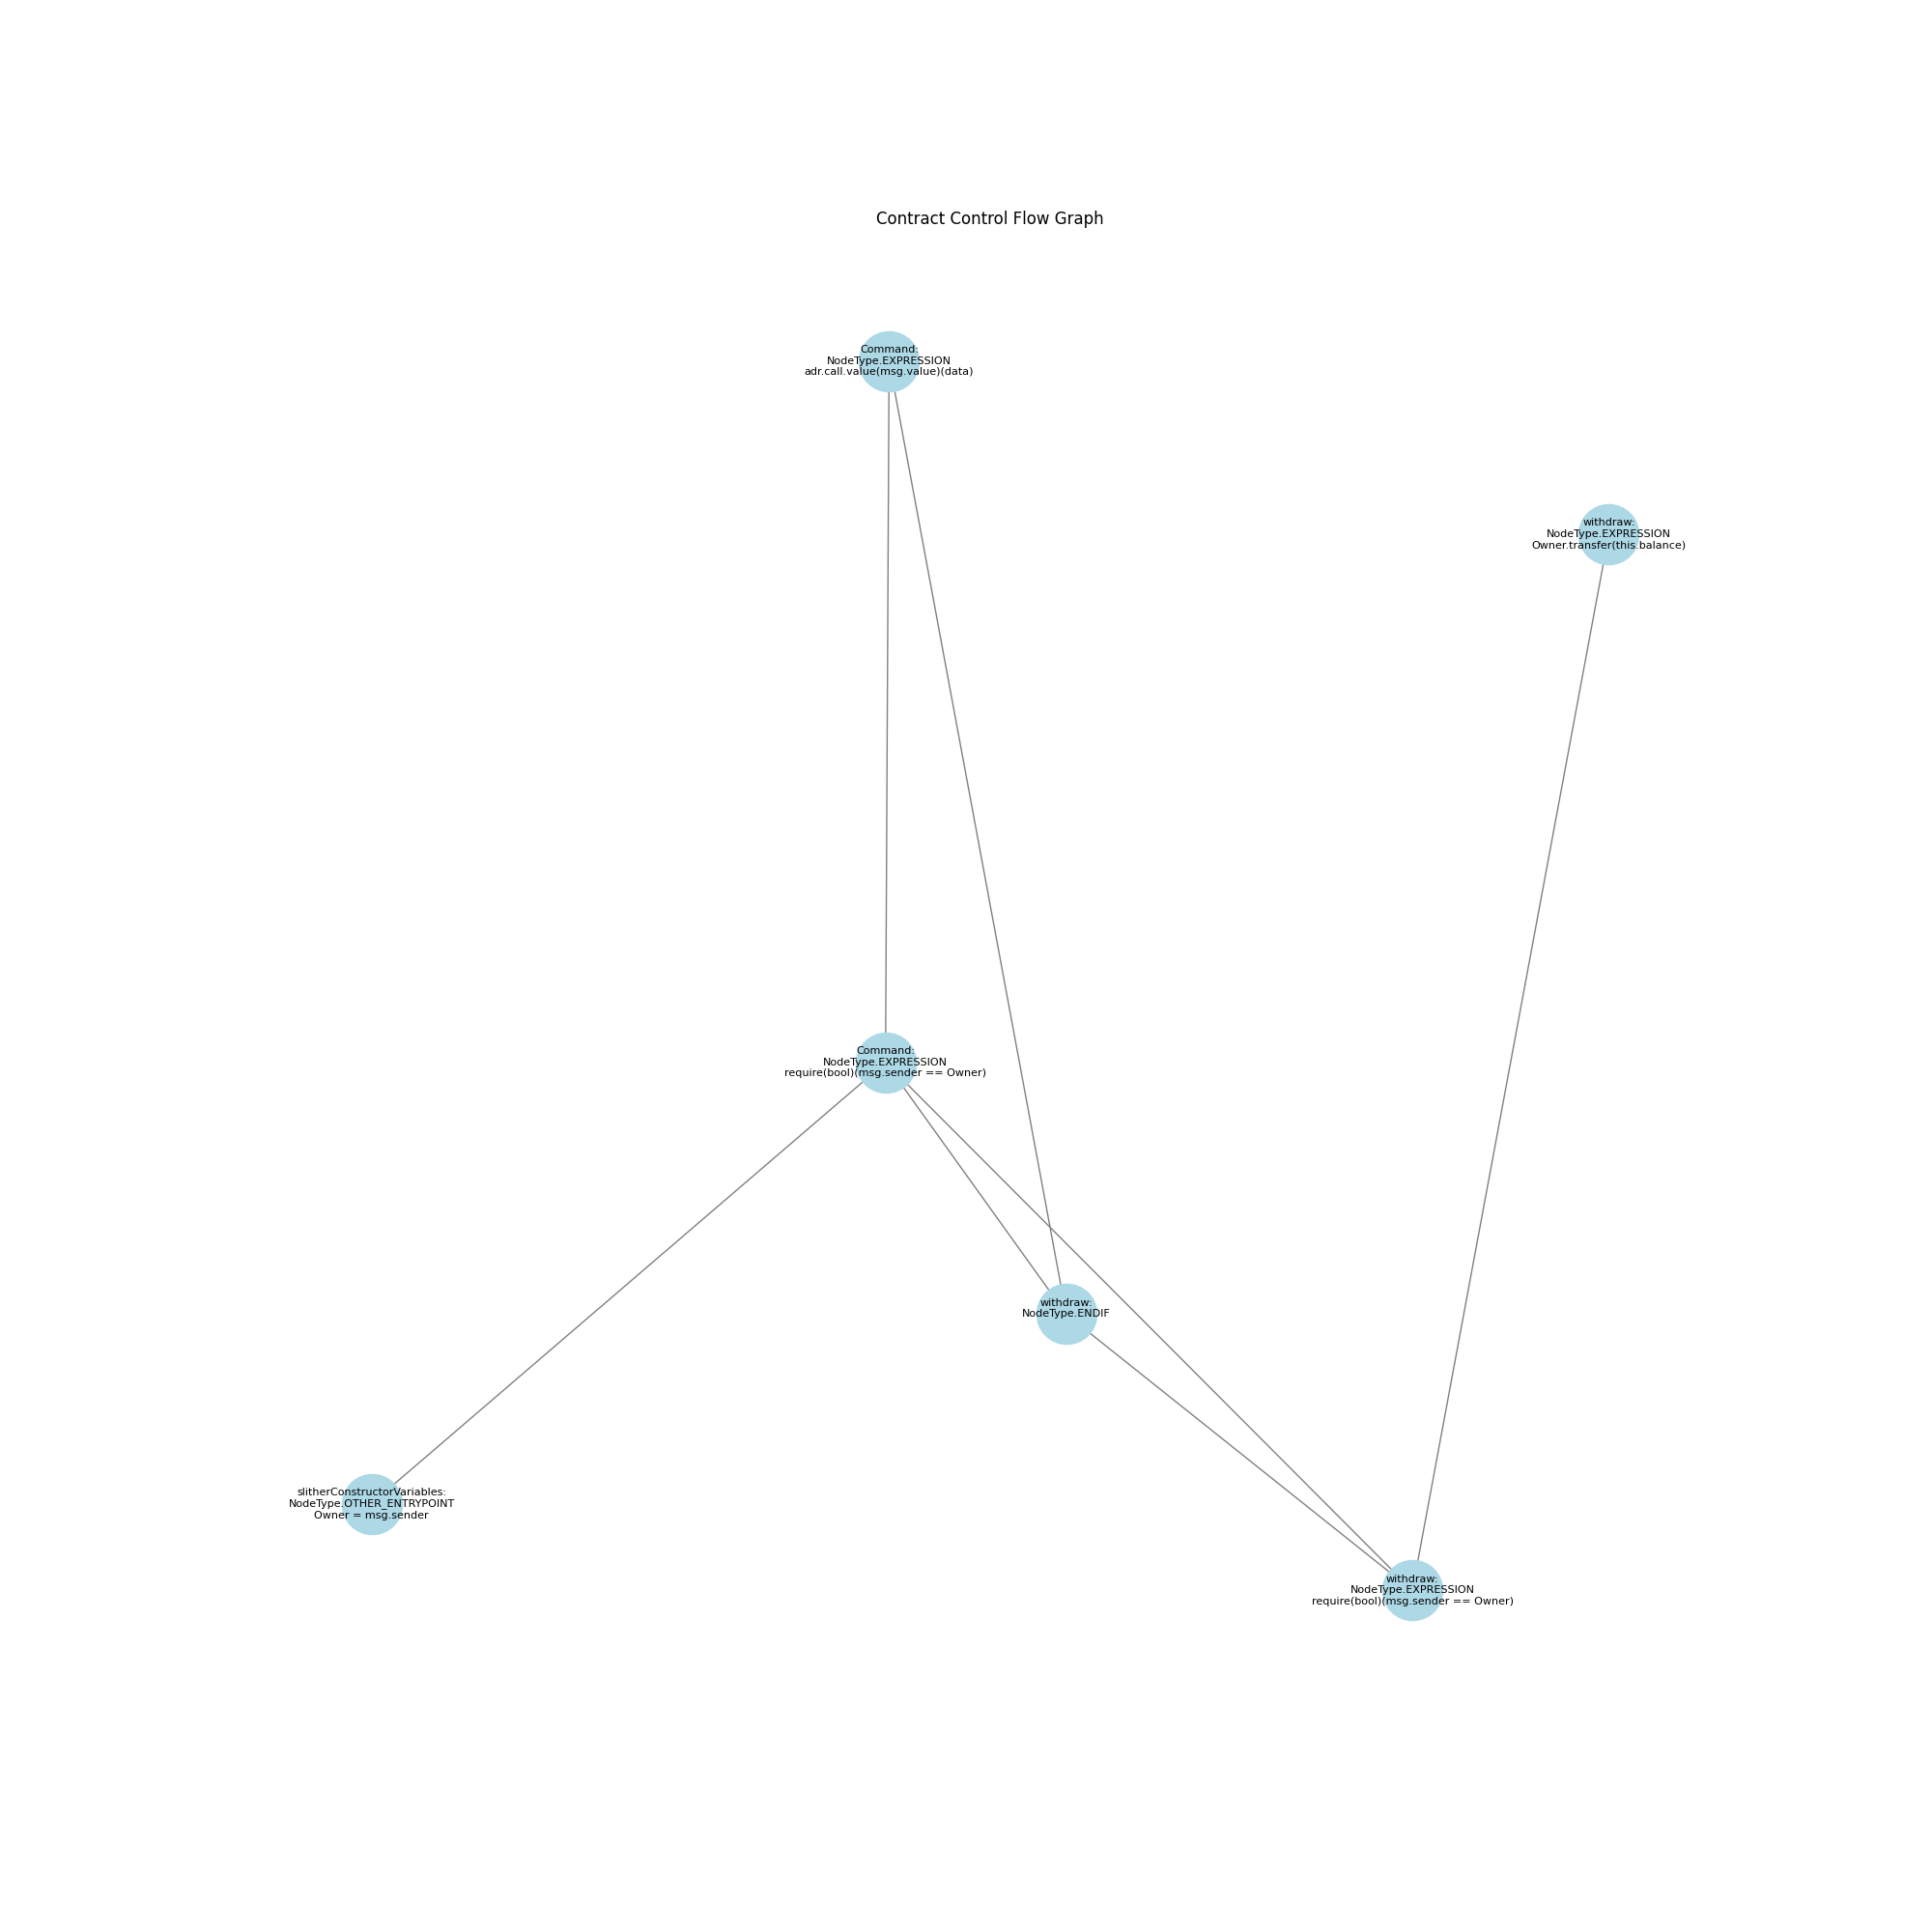 Contract Control Flow Graph
Command:
NodeType.EXPRESSION
adr.call.value(msg.value)(data)
withdraw:
NodeType.EXPRESSION
Owner.transfer(this.balance)
Command:
NodeType.EXPRESSION
require(bool)(msg.sender == Owner)
withdraw:
NodeType.ENDIF
slitherConstructorVariables:
NodeType.OTHER_ENTRYPOINT
Owner = msg.sender
withdraw:
NodeType.EXPRESSION
require(bool)(msg.sender == Owner)